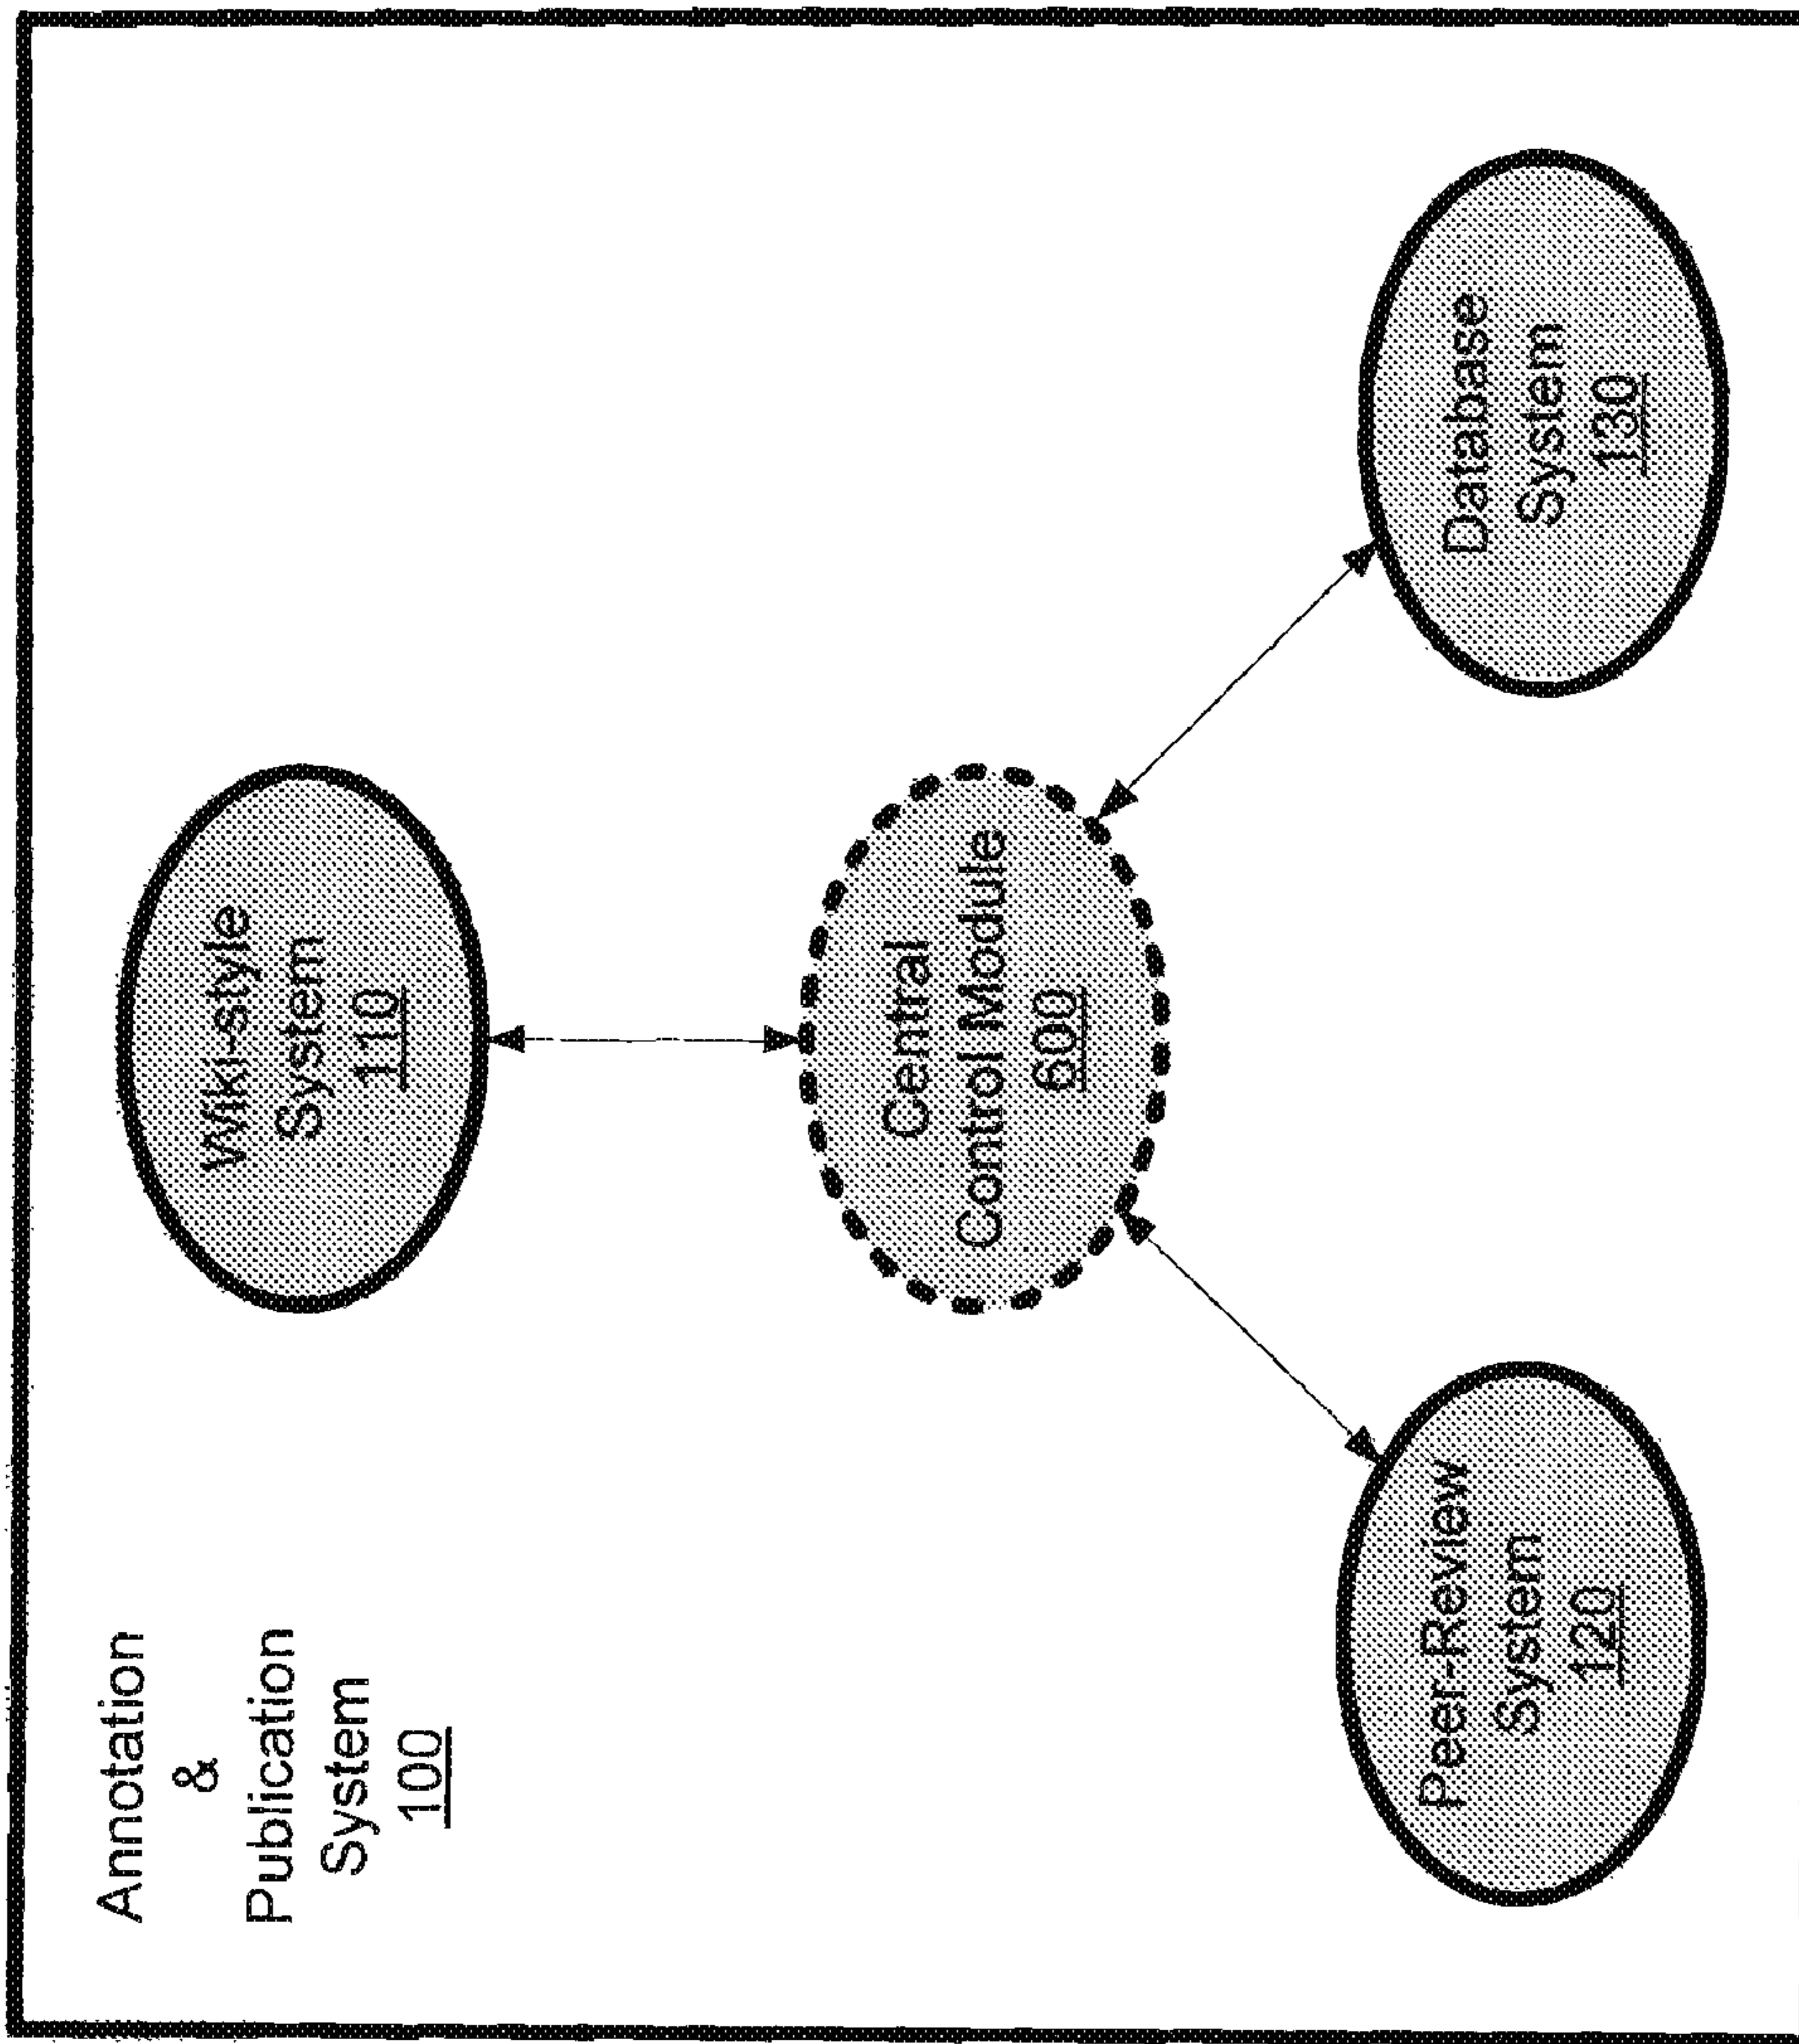 Annotation
&
Publication
System
100
Wiki-style
System
110
Central
Control Module
600
Peer-Review
System
120
Database
System
130